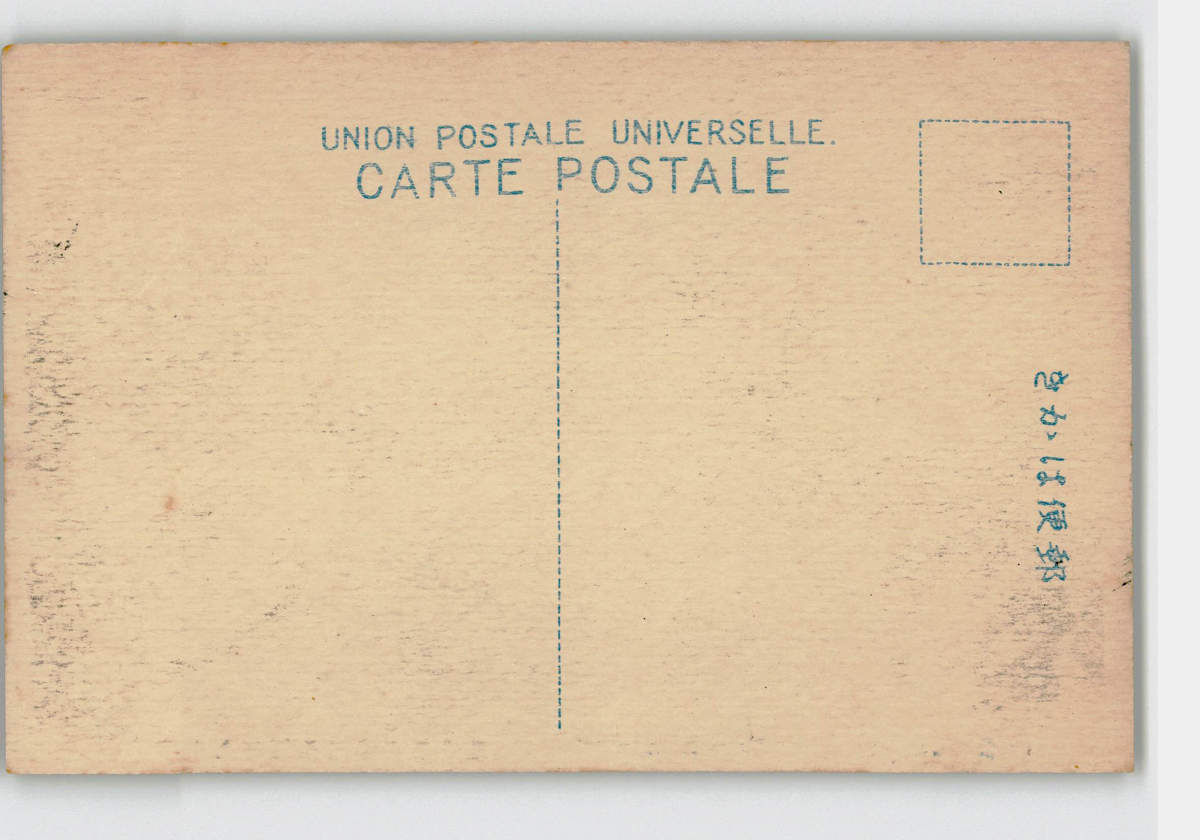 UNION POSTALE UNIVERSELLE.
CARTE POSTALE
郵便はかき